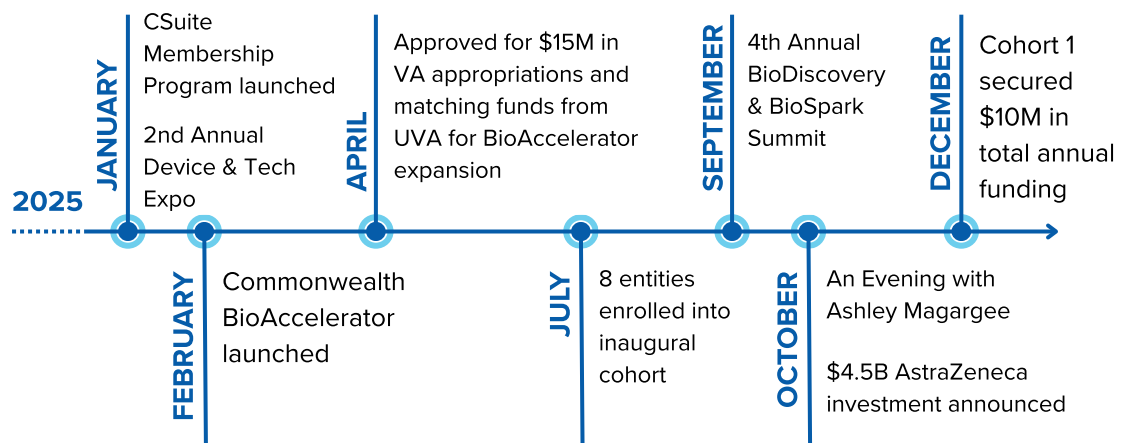 2025
JANUARY
CSuite
Membership
Program launched
2nd Annual
Device & Tech
Expo
FEBRUARY
Commonwealth
BioAccelerator
launched
APRIL
Approved for $15M in
VA appropriations and
matching funds from
UVA for BioAccelerator
expansion
JULY
8 entities
enrolled into
inaugural
cohort
SEPTEMBER
4th Annual
BioDiscovery
& BioSpark
Summit
OCTOBER
An Evening with
Ashley Magargee
$4.5B AstraZeneca
investment announced
DECEMBER
Cohort 1
secured
$10M in
total annual
funding